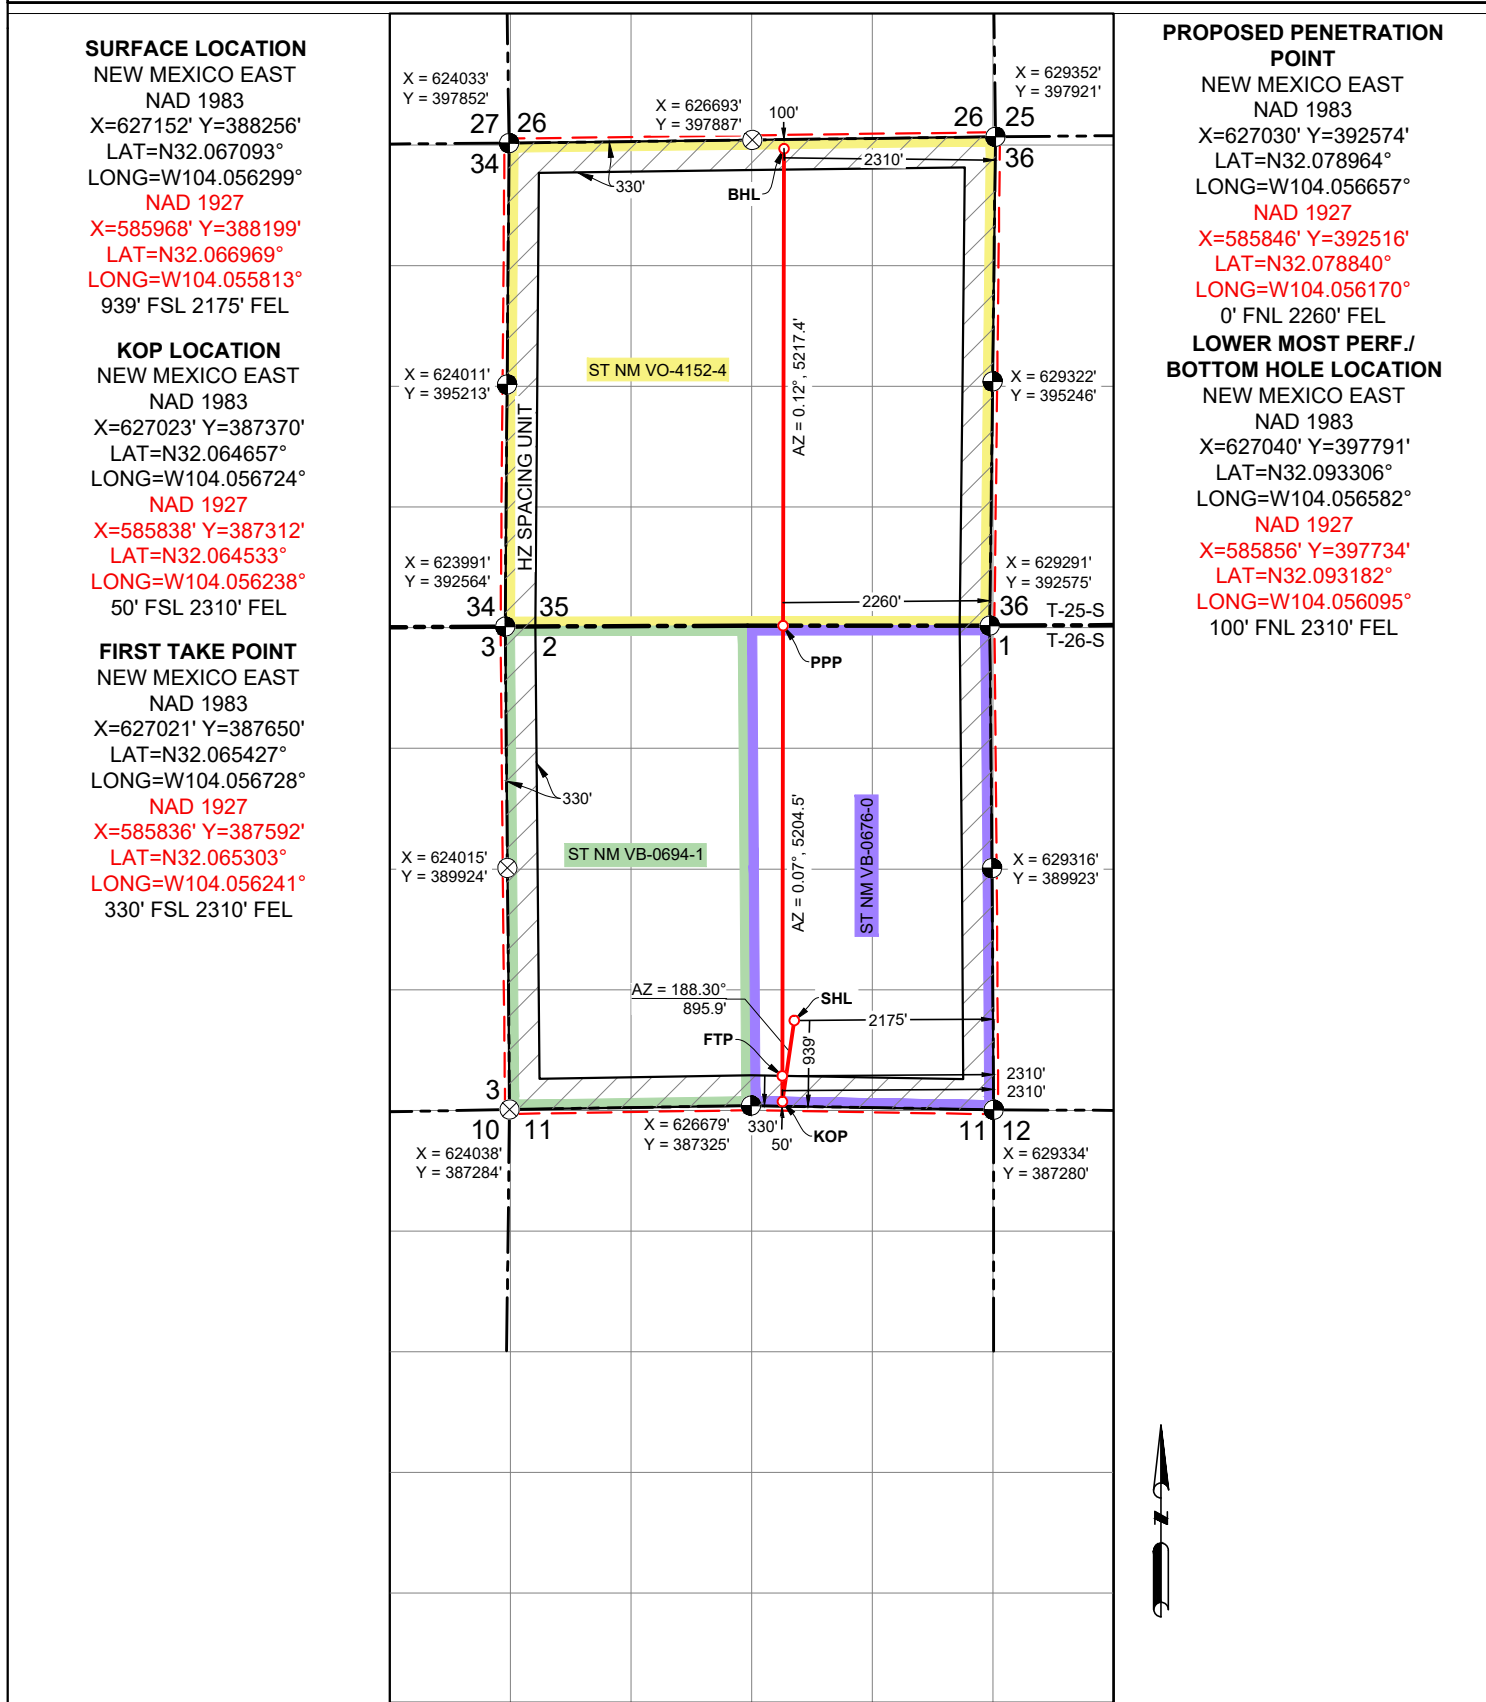 SURFACE LOCATION
NEW MEXICO EAST
NAD 1983
X=627152' Y=388256'
LAT=N32.067093°
LONG=W104.056299°
NAD 1927
X=585968' Y=388199'
LAT=N32.066969°
LONG=W104.055813°
939' FSL 2175' FEL
KOP LOCATION
NEW MEXICO EAST
NAD 1983
X=627023' Y=387370'
LAT=N32.064657°
LONG=W104.056724°
NAD 1927
X=585838' Y=387312'
LAT=N32.064533°
LONG=W104.056238°
50' FSL 2310' FEL
FIRST TAKE POINT
NEW MEXICO EAST
NAD 1983
X=627021' Y=387650'
LAT=N32.065427°
LONG=W104.056728°
NAD 1927
X=585836' Y=387592'
LAT=N32.065303°
LONG=W104.056241°
330' FSL 2310' FEL
X = 624033'
Y = 397852'
X = 626693'
Y = 397887'
100'
X = 629352'
Y = 397921'
27 26
26 25
34
36
2310'
330'
BHL
ST NM VO-4152-4
AZ = 0.12°, 5217.4'
HZ SPACING UNIT
X = 624011'
Y = 395213'
X = 629322'
Y = 395246'
X = 623991'
Y = 392564'
X = 629291'
Y = 392575'
2260'
34 35
36
T-25-S
3 2
1
T-26-S
PPP
330'
ST NM VB-0694-1
AZ = 0.07°, 5204.5'
ST NM VB-0676-0
X = 624015'
Y = 389924'
X = 629316'
Y = 389923'
AZ = 188.30°
895.9'
SHL
2175'
FTP
939'
2310'
2310'
3
10 11
11 12
X = 624038'
Y = 387284'
X = 626679'
Y = 387325'
330'
50'
KOP
X = 629334'
Y = 387280'
PROPOSED PENETRATION
POINT
NEW MEXICO EAST
NAD 1983
X=627030' Y=392574'
LAT=N32.078964°
LONG=W104.056657°
NAD 1927
X=585846' Y=392516'
LAT=N32.078840°
LONG=W104.056170°
0' FNL 2260' FEL
LOWER MOST PERF./
BOTTOM HOLE LOCATION
NEW MEXICO EAST
NAD 1983
X=627040' Y=397791'
LAT=N32.093306°
LONG=W104.056582°
NAD 1927
X=585856' Y=397734'
LAT=N32.093182°
LONG=W104.056095°
100' FNL 2310' FEL
N